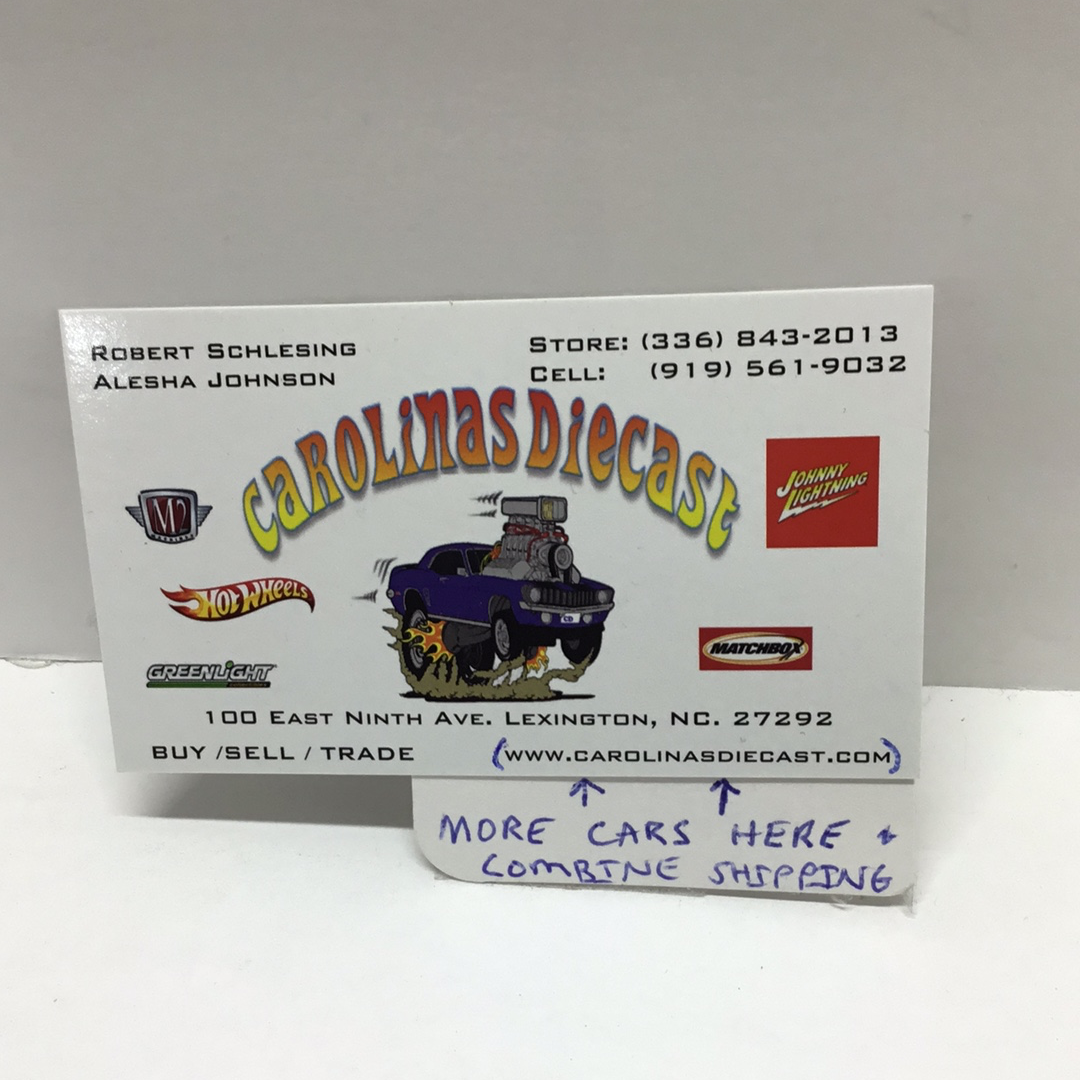 ROBERT SCHLESING
ALESHA JOHNSON
STORE: (336) 843-2013
CELL: (919) 561-9032
CAROLINAS DIECAST
M2
JOHNNY
LIGHTNING
HOT WHEELS
GREENLIGHT
MATCHBOX
CD
100 EAST NINTH AVE. LEXINGTON, NC. 27292
BUY /SELL / TRADE
(WWW.CAROLINASDIECAST.COM)
MORE CARS HERE +
COMBINE SHIPPING